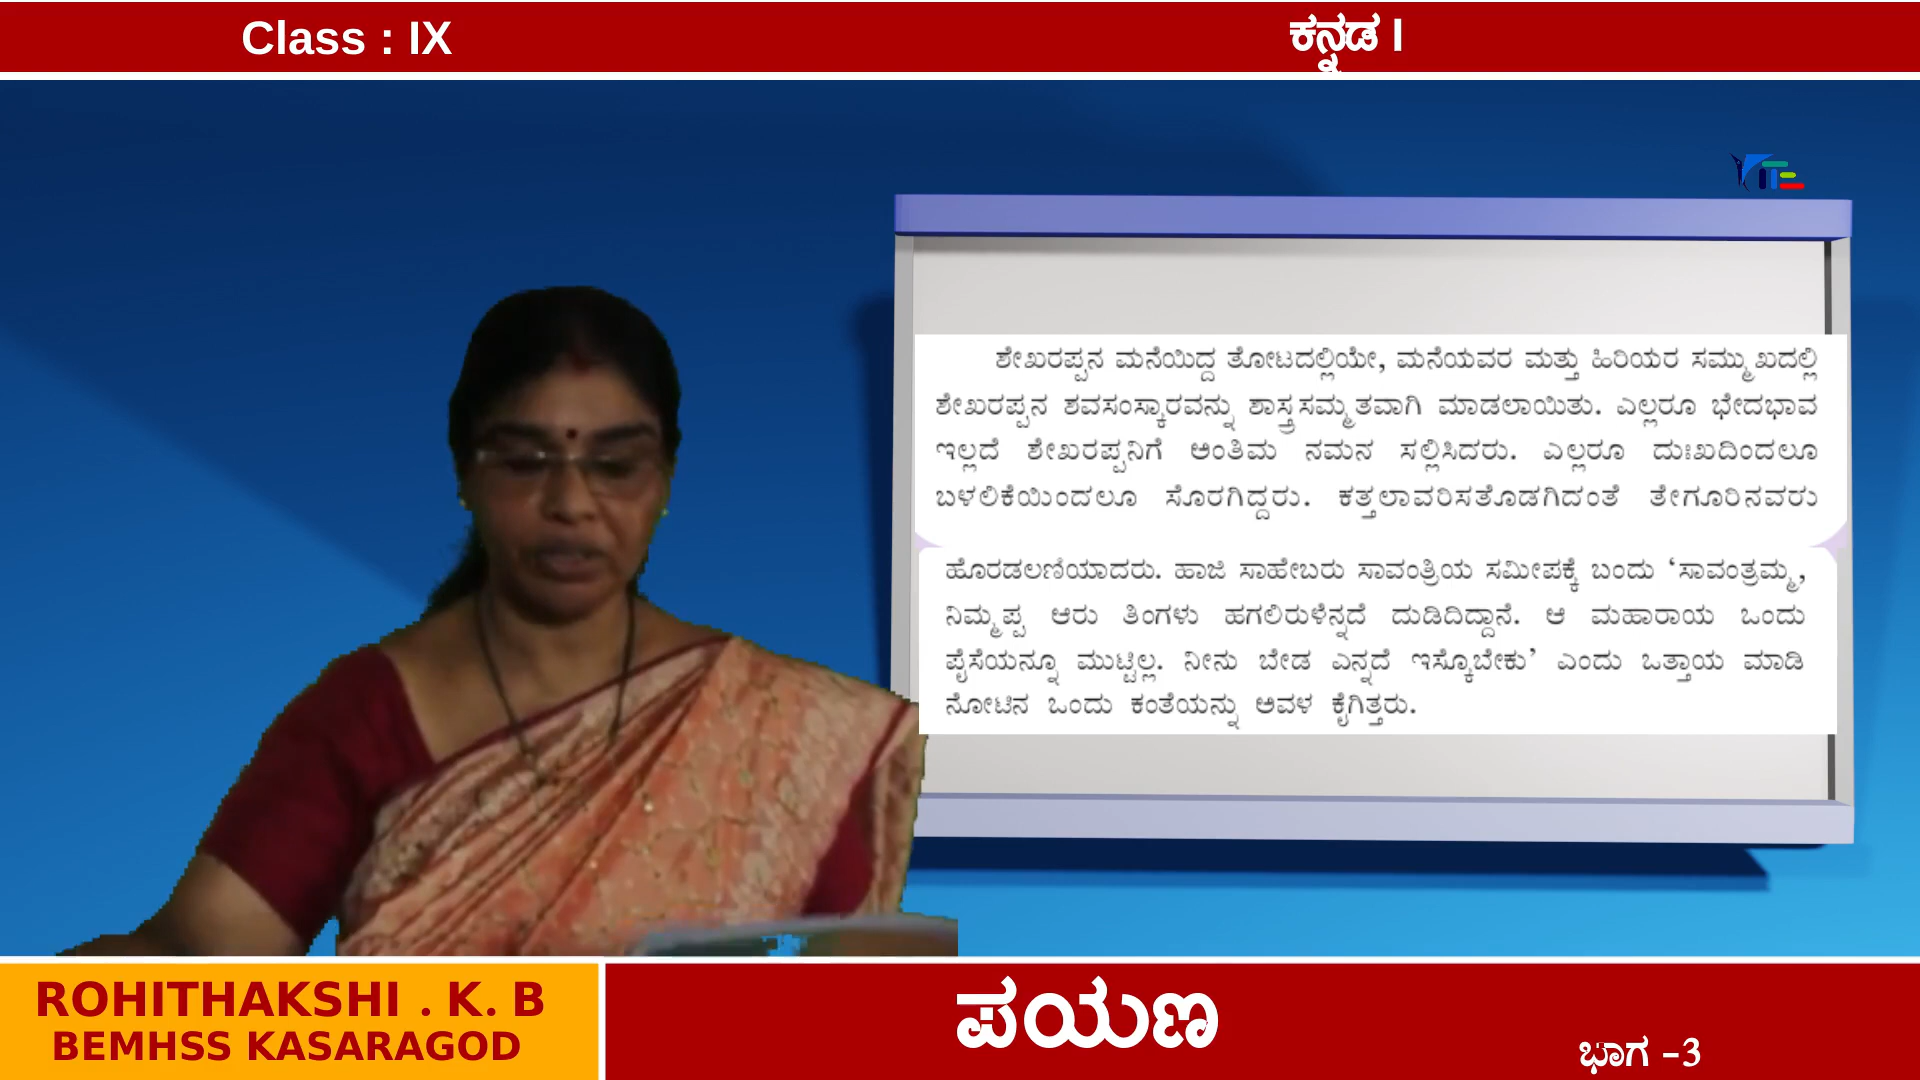 Class : IX
ಕನ್ನಡ I
ಶೇಖರಪ್ಪನ ಮನೆಯಿದ್ದ ತೋಟದಲ್ಲಿಯೇ, ಮನೆಯವರ ಮತ್ತು ಹಿರಿಯರ ಸಮ್ಮುಖದಲ್ಲಿ
ಶೇಖರಪ್ಪನ ಶವಸಂಸ್ಕಾರವನ್ನು ಶಾಸ್ತ್ರಸಮ್ಮತವಾಗಿ ಮಾಡಲಾಯಿತು. ಎಲ್ಲರೂ ಭೇದಭಾವ
ಇಲ್ಲದೆ ಶೇಖರಪ್ಪನಿಗೆ ಅಂತಿಮ ನಮನ ಸಲ್ಲಿಸಿದರು. ಎಲ್ಲರೂ ದುಃಖದಿಂದಲೂ
ಬಳಲಿಕೆಯಿಂದಲೂ ಸೊರಗಿದ್ದರು. ಕತ್ತಲಾವರಿಸತೊಡಗಿದಂತೆ ತೇಗೂರಿನವರು
ಹೊರಡಲಣಿಯಾದರು. ಹಾಜಿ ಸಾಹೇಬರು ಸಾವಂತ್ರಿಯ ಸಮೀಪಕ್ಕೆ ಬಂದು ‘ಸಾವಂತ್ರಮ್ಮ,
ನಿಮ್ಮಪ್ಪ ಆರು ತಿಂಗಳು ಹಗಲಿರುಳೆನ್ನದೆ ದುಡಿದಿದ್ದಾನೆ. ಆ ಮಹಾರಾಯ ಒಂದು
ಪೈಸೆಯನ್ನೂ ಮುಟ್ಟಿಲ್ಲ. ನೀನು ಬೇಡ ಎನ್ನದೆ ಇಸ್ಕೊಬೇಕು’ ಎಂದು ಒತ್ತಾಯ ಮಾಡಿ
ನೋಟಿನ ಒಂದು ಕಂತೆಯನ್ನು ಅವಳ ಕೈಗಿತ್ತರು.
ROHITHAKSHI . K. B
BEMHSS KASARAGOD
ಪಯಣ
ಭಾಗ -3